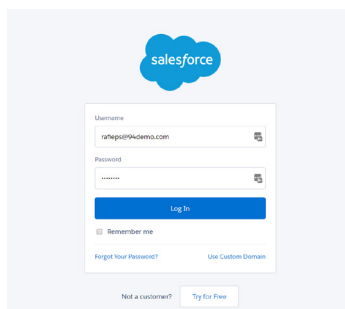 salesforce
Username
rafieps@94demo.com
Password
••••••••
Log In
Remember me
Forgot Your Password? Use Custom Domain
Not a customer? Try for Free